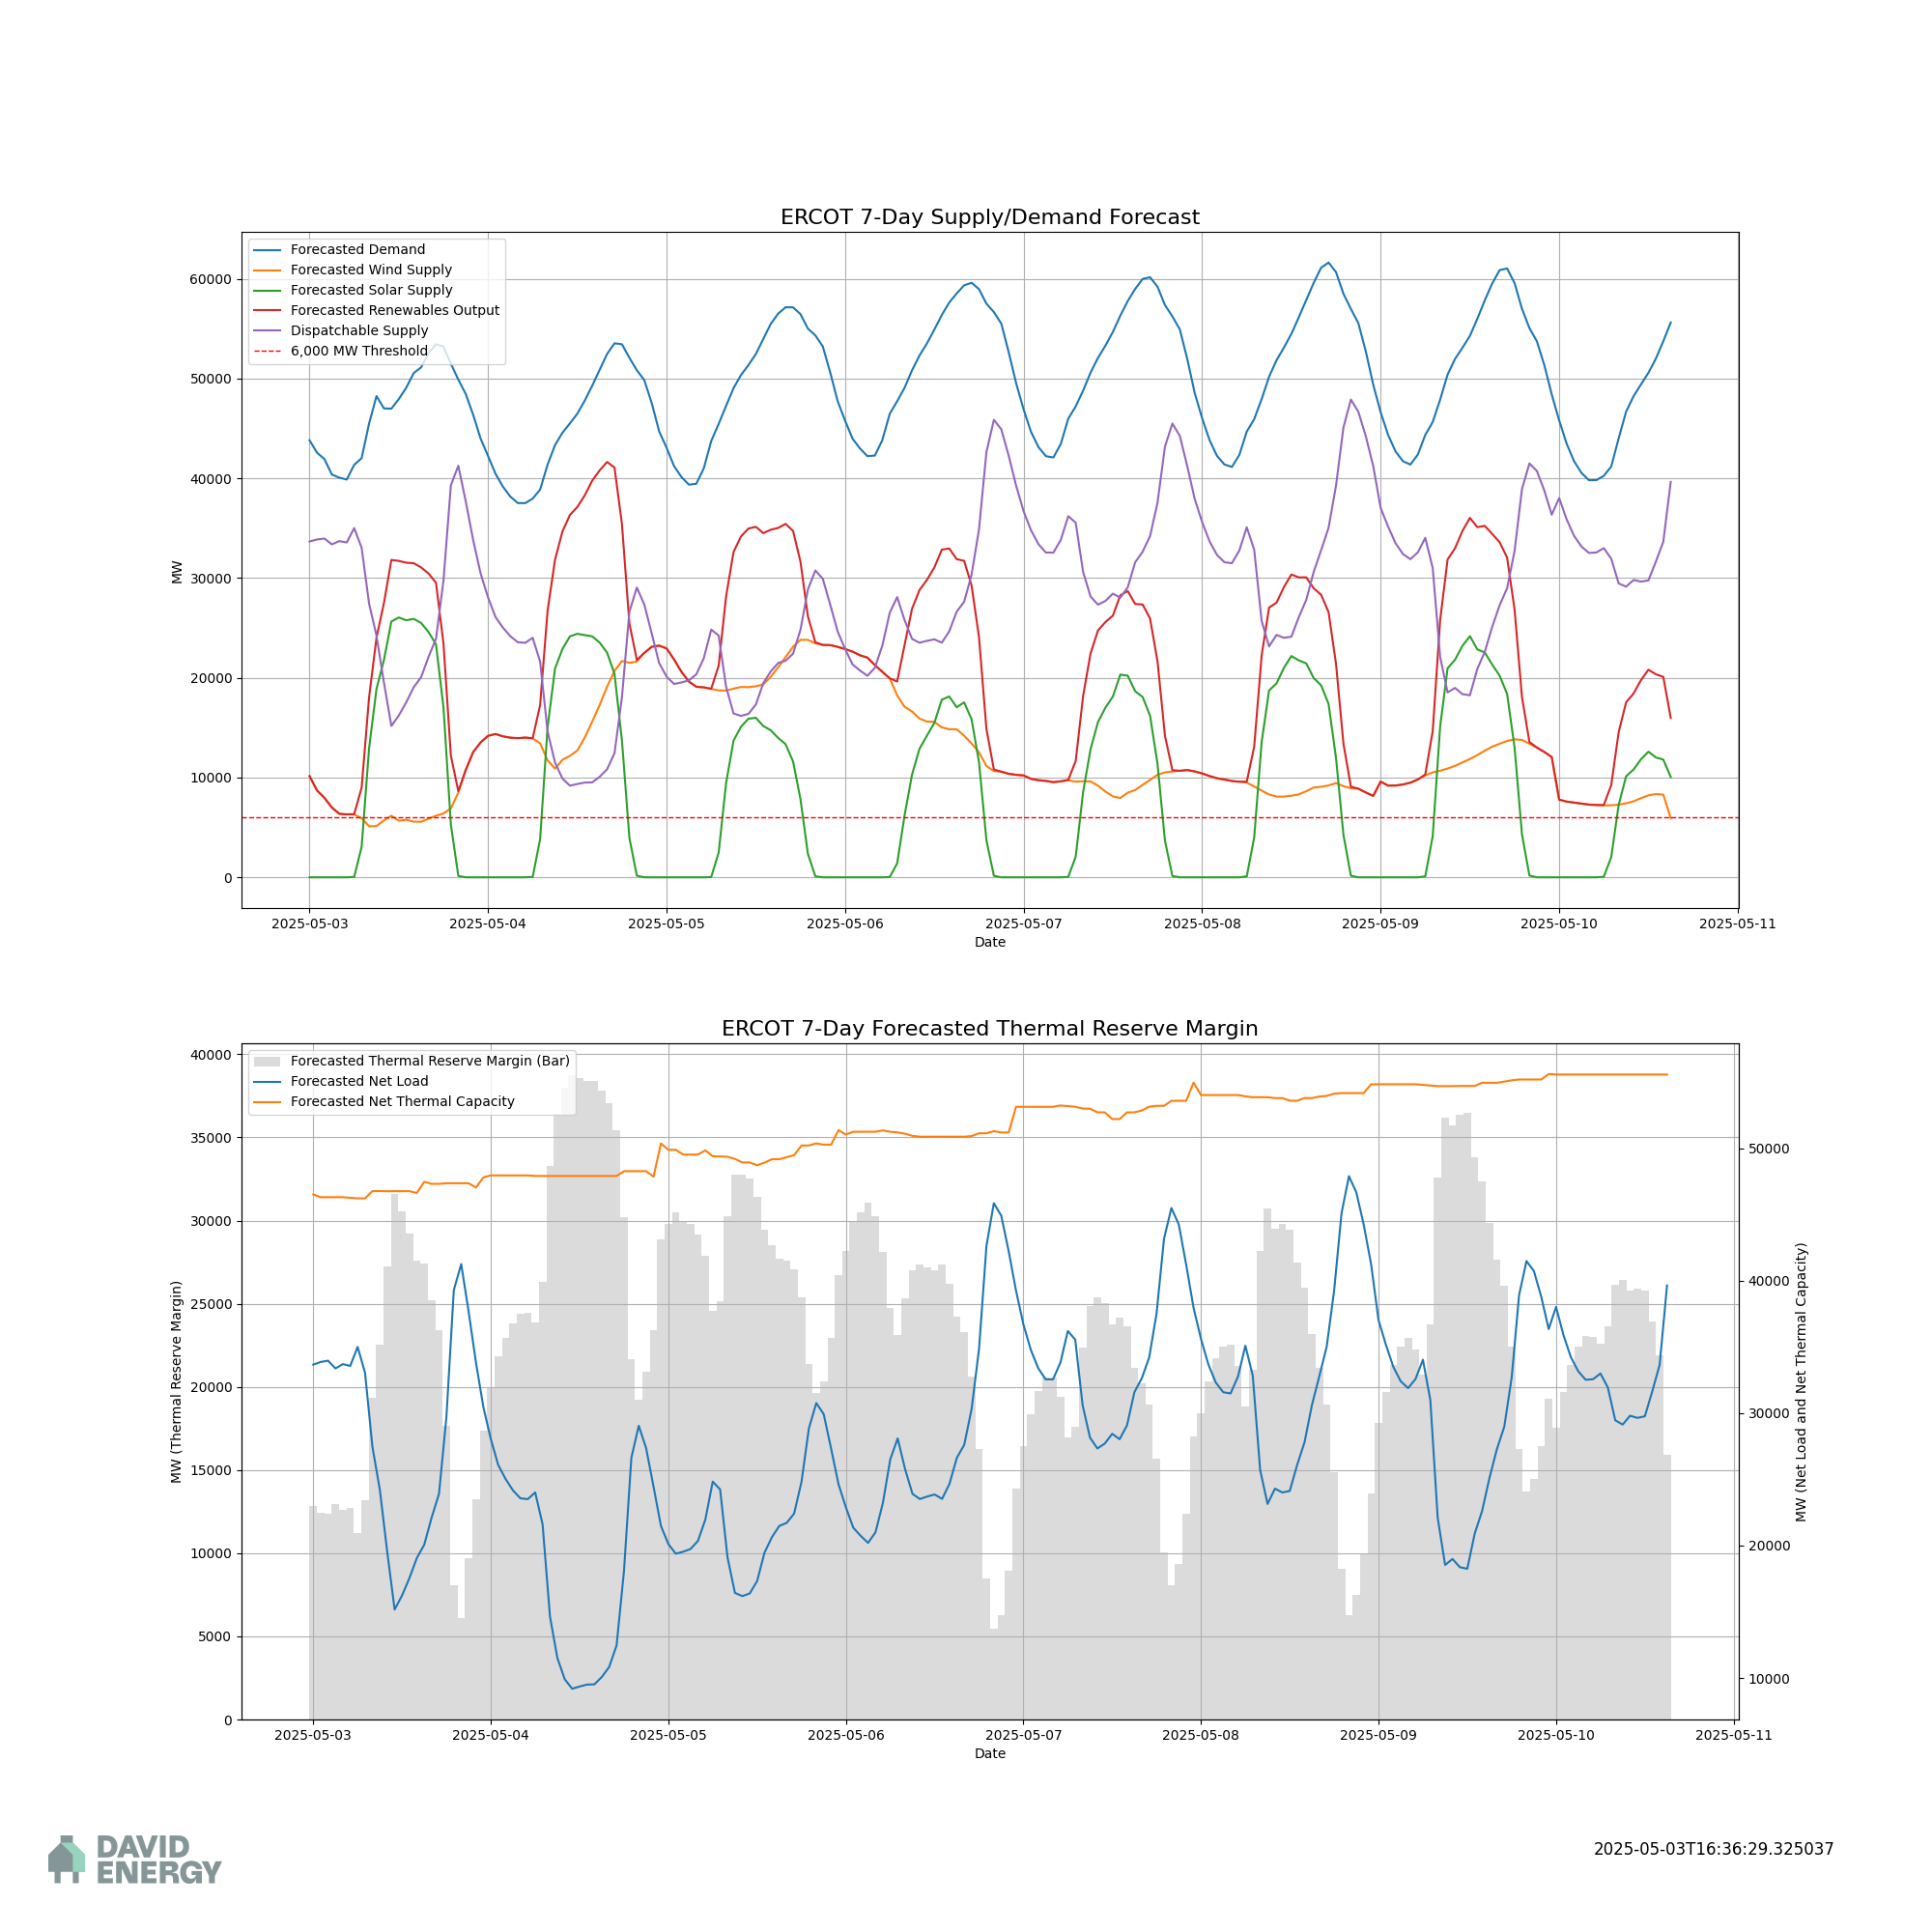 ERCOT 7-Day Supply/Demand Forecast
Forecasted Demand
Forecasted Wind Supply
Forecasted Solar Supply
Forecasted Renewables Output
Dispatchable Supply
6,000 MW Threshold
60000
50000
40000
30000
20000
10000
0
MW
2025-05-03
2025-05-04
2025-05-05
2025-05-06
2025-05-07
2025-05-08
2025-05-09
2025-05-10
2025-05-11
Date
ERCOT 7-Day Forecasted Thermal Reserve Margin
Forecasted Thermal Reserve Margin (Bar)
Forecasted Net Load
Forecasted Net Thermal Capacity
40000
35000
30000
25000
20000
15000
10000
5000
0
MW (Thermal Reserve Margin)
50000
40000
30000
20000
10000
MW (Net Load and Net Thermal Capacity)
2025-05-03
2025-05-04
2025-05-05
2025-05-06
2025-05-07
2025-05-08
2025-05-09
2025-05-10
2025-05-11
Date
DAVID
ENERGY
2025-05-03T16:36:29.325037